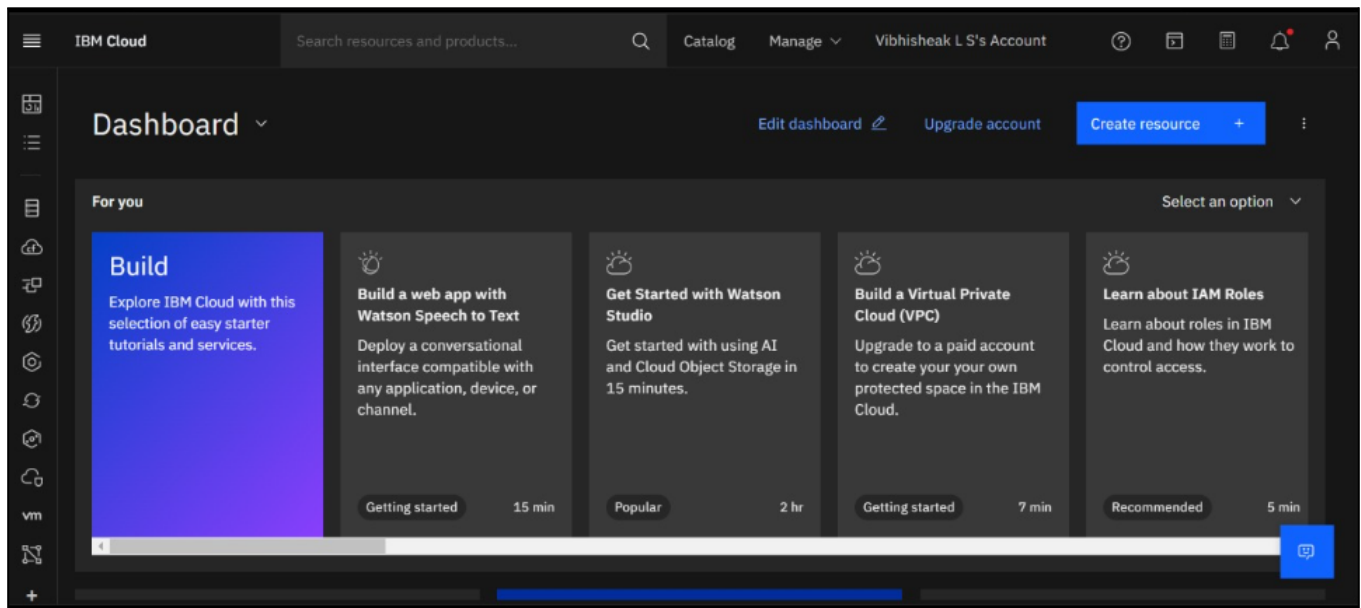 IBM Cloud
Search resources and products...
Catalog
Manage
Vibhisheak L S's Account
Dashboard
Edit dashboard
Upgrade account
Create resource +
For you
Select an option
Build
Explore IBM Cloud with this
selection of easy starter
tutorials and services.
Build a web app with
Watson Speech to Text
Deploy a conversational
interface compatible with
any application, device, or
channel.
Getting started
15 min
Get Started with Watson
Studio
Get started with using AI
and Cloud Object Storage in
15 minutes.
Popular
2 hr
Build a Virtual Private
Cloud (VPC)
Upgrade to a paid account
to create your your own
protected space in the IBM
Cloud.
Getting started
7 min
Learn about IAM Roles
Learn about roles in IBM
Cloud and how they work to
control access.
Recommended
5 min
vm